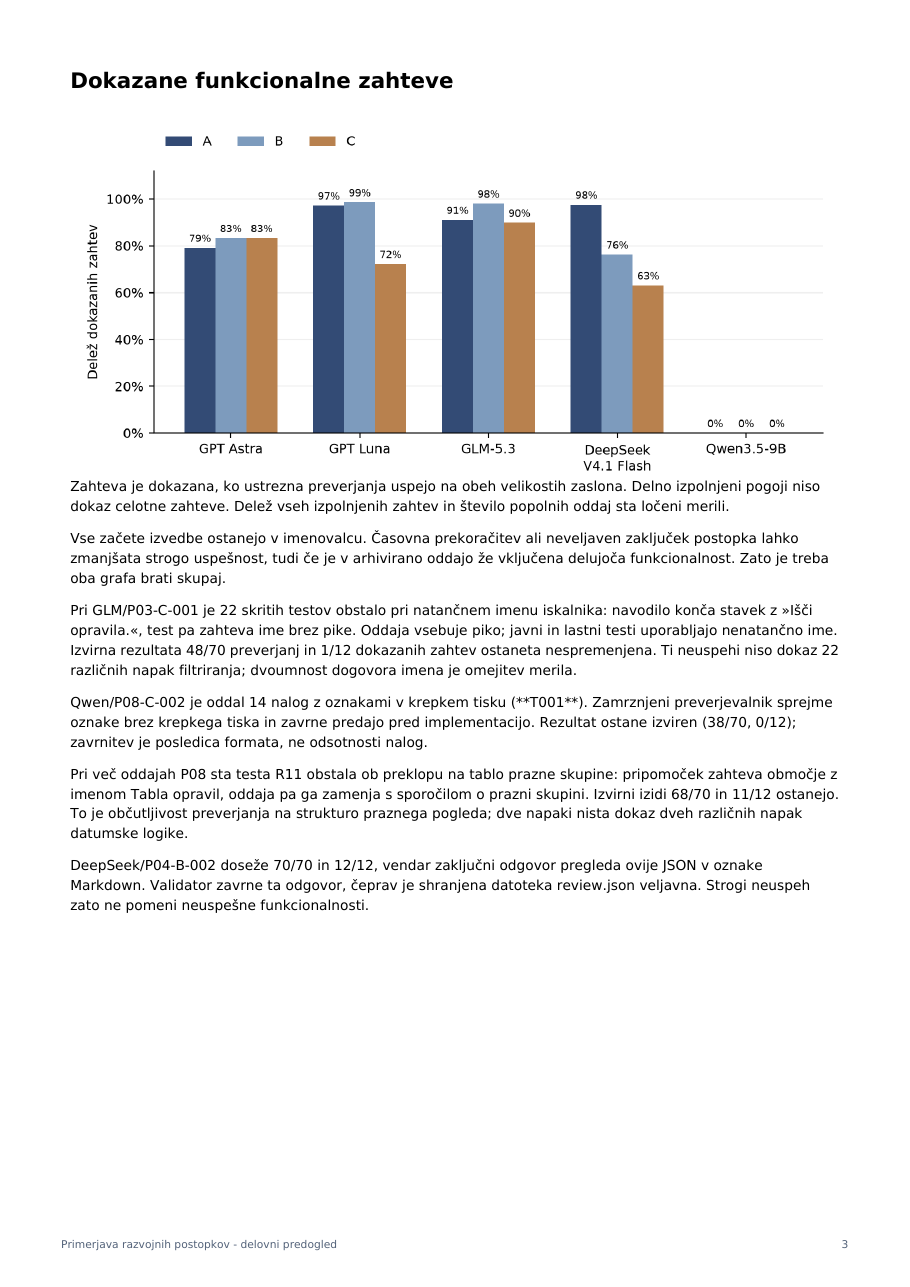 Dokazane funkcionalne zahteve
A B C
Delež dokazanih zahtev
100%
80%
60%
40%
20%
0%
79% 83% 83%
97% 99% 72%
91% 98% 90%
98% 76% 63%
0% 0% 0%
GPT Astra GPT Luna GLM-5.3 DeepSeek Qwen3.5-9B
V4.1 Flash
Zahteva je dokazana, ko ustrezna preverjanja uspejo na obeh velikostih zaslona. Delno izpolnjeni pogoji niso
dokaz celotne zahteve. Delež vseh izpolnjenih zahtev in število popolnih oddaj sta ločeni merili.
Vse začete izvedbe ostanejo v imenovalcu. Časovna prekoračitev ali neveljaven zaključek postopka lahko
zmanjšata strogo uspešnost, tudi če je v arhivirano oddajo že vključena delujoča funkcionalnost. Zato je treba
oba grafa brati skupaj.
Pri GLM/P03-C-001 je 22 skritih testov obstalo pri natančnem imenu iskalnika: navodilo konča stavek z »Išči
opravila.«, test pa zahteva ime brez pike. Oddaja vsebuje piko; javni in lastni testi uporabljajo nenatančno ime.
Izvirna rezultata 48/70 preverjanj in 1/12 dokazanih zahtev ostaneta nespremenjena. Ti neuspehi niso dokaz 22
različnih napak filtriranja; dvoumnost dogovora imena je omejitev merila.
Qwen/P08-C-002 je oddal 14 nalog z oznakami v krepkem tisku (**T001**). Zamrznjeni preverjevalnik sprejme
oznake brez krepkega tiska in zavrne predajo pred implementacijo. Rezultat ostane izviren (38/70, 0/12);
zavrnitev je posledica formata, ne odsotnosti nalog.
Pri več oddajah P08 sta testa R11 obstala ob preklopu na tablo prazne skupine: pripomoček zahteva območje z
imenom Tabla opravil, oddaja pa ga zamenja s sporočilom o prazni skupini. Izvirni izidi 68/70 in 11/12 ostanejo.
To je občutljivost preverjanja na strukturo praznega pogleda; dve napaki nista dokaz dveh različnih napak
datumske logike.
DeepSeek/P04-B-002 doseže 70/70 in 12/12, vendar zaključni odgovor pregleda ovije JSON v oznake
Markdown. Validator zavrne ta odgovor, čeprav je shranjena datoteka review.json veljavna. Strogi neuspeh
zato ne pomeni neuspešne funkcionalnosti.
Primerjava razvojnih postopkov - delovni predogled 3